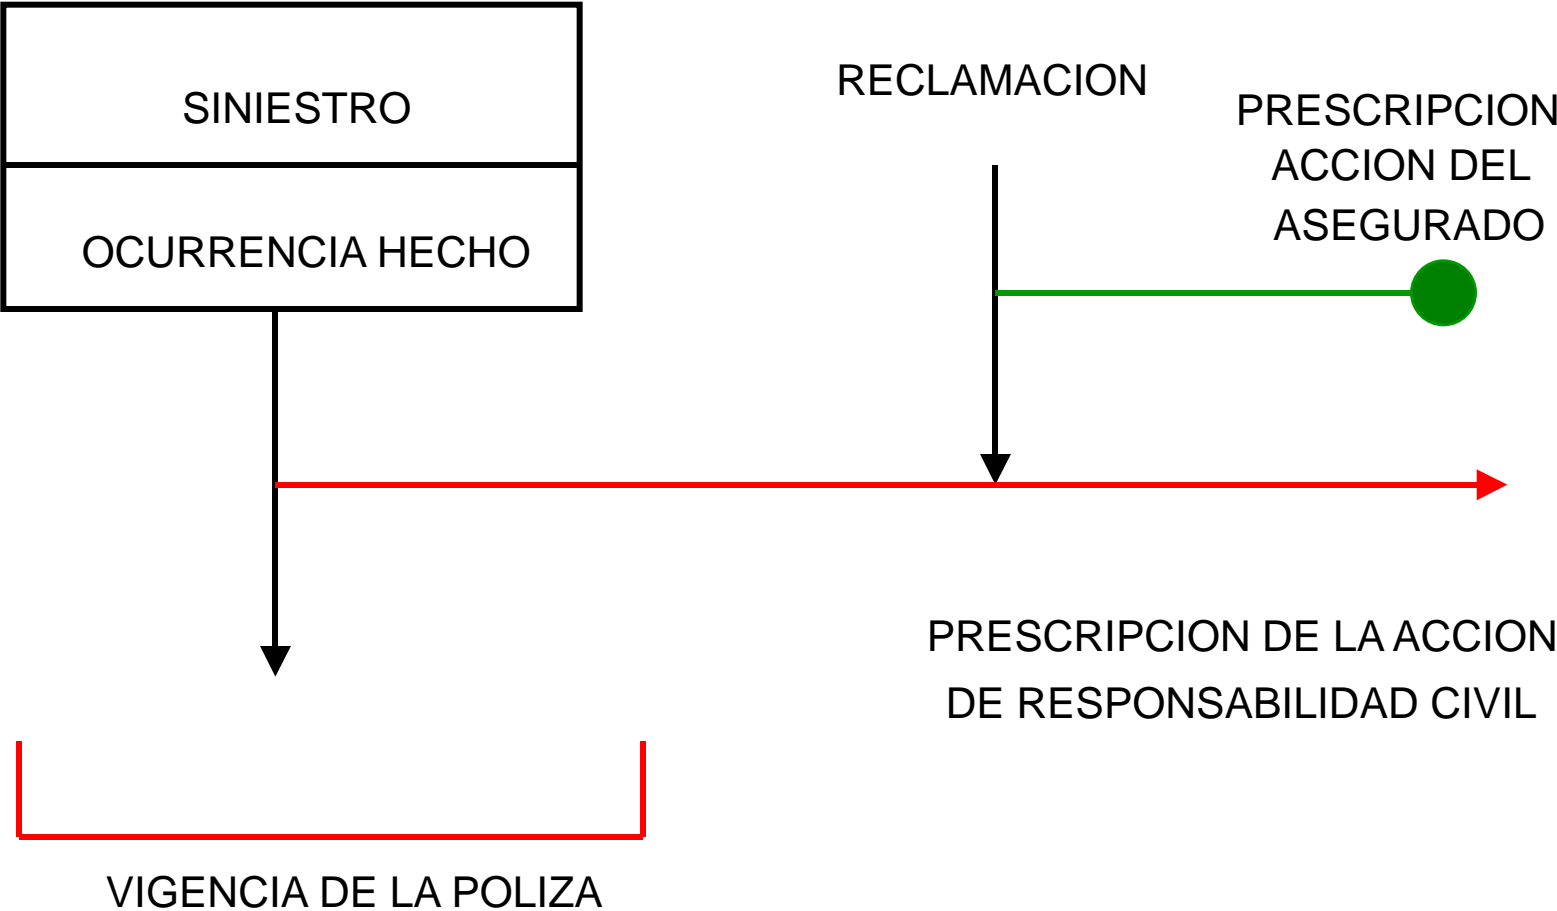 SINIESTRO
OCURRENCIA HECHO
RECLAMACION
PRESCRIPCION
ACCION DEL
ASEGURADO
PRESCRIPCION DE LA ACCION
DE RESPONSABILIDAD CIVIL
VIGENCIA DE LA POLIZA